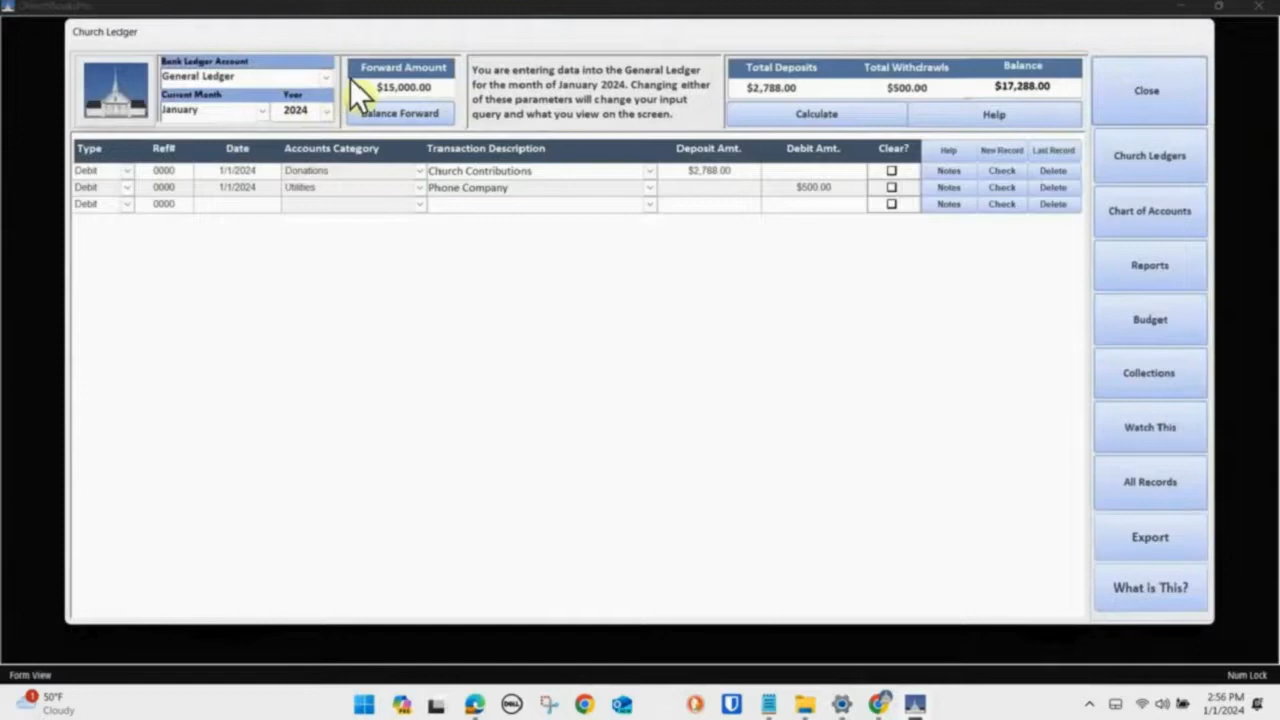 Church Ledger
Bank Ledger Account
General Ledger
Current Month Year
January 2024
Forward Amount
$15,000.00
Balance Forward
You are entering data into the General Ledger
for the month of January 2024. Changing either
of these parameters will change your input
query and what you view on the screen.
Total Deposits Total Withdrawls Balance
$2,788.00 $500.00 $17,288.00
Calculate Help
Close
Church Ledgers
Chart of Accounts
Reports
Budget
Collections
Watch This
All Records
Export
What is This?
Type Ref# Date Accounts Category Transaction Description Deposit Amt. Debit Amt. Clear? Help New Record Last Record
Debit 0000 1/1/2024 Donations Church Contributions $2,788.00 Notes Check Delete
Debit 0000 1/1/2024 Utilities Phone Company $500.00 Notes Check Delete
Debit 0000 Notes Check Delete
Form View Num Lock
1
50°F
Cloudy
DELL
2:56 PM
1/1/2024